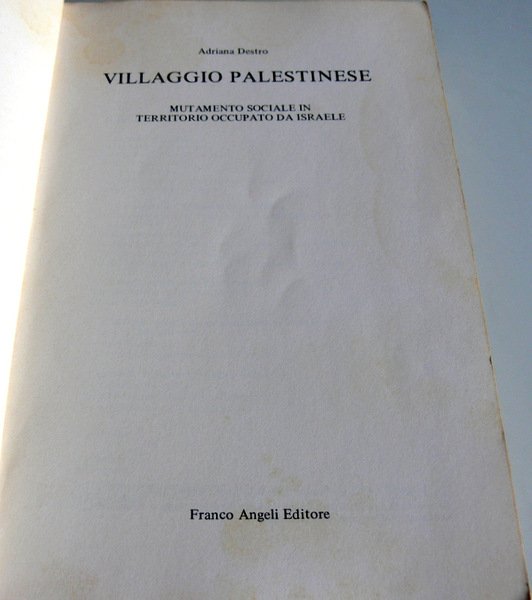 Adriana Destro
VILLAGGIO PALESTINESE
MUTAMENTO SOCIALE IN
TERRITORIO OCCUPATO DA ISRAELE
Franco Angeli Editore